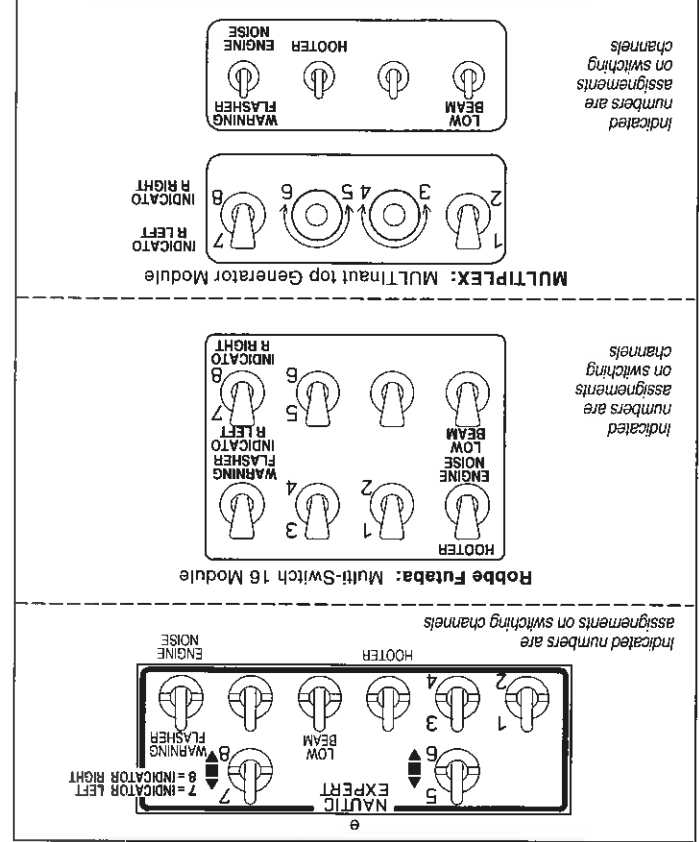 e
NAUTIC
EXPERT
7 = INDICATOR LEFT
8 = INDICATOR RIGHT
5 7
6 8
LOW
BEAM
WARNING
FLASHER
1 3
2 4
HOOTER
ENGINE
NOISE
Indicated numbers are
assignements on switching channels
Robbe Futaba: Multi-Switch 16 Module
Indicated
numbers are
assignements
on switching
channels
HOOTER
1 3
2 4
ENGINE
NOISE
LOW
BEAM
WARNING
FLASHER
INDICATO
R LEFT
5 7
6 8
INDICATO
R RIGHT
MULTIPLEX: MULTInaut top Generator Module
1 3 4 5 6 7
2 8
INDICATO
R LEFT
INDICATO
R RIGHT
Indicated
numbers are
assignements
on switching
channels
LOW
BEAM
WARNING
FLASHER
HOOTER
ENGINE
NOISE